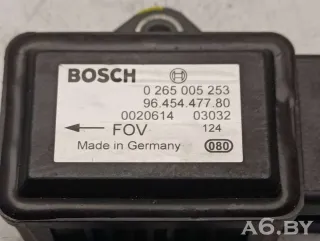 BOSCH 0 265 005 253
96.454.477.80
0020614 03032
FOV 124
Made in Germany 080
A6.BY